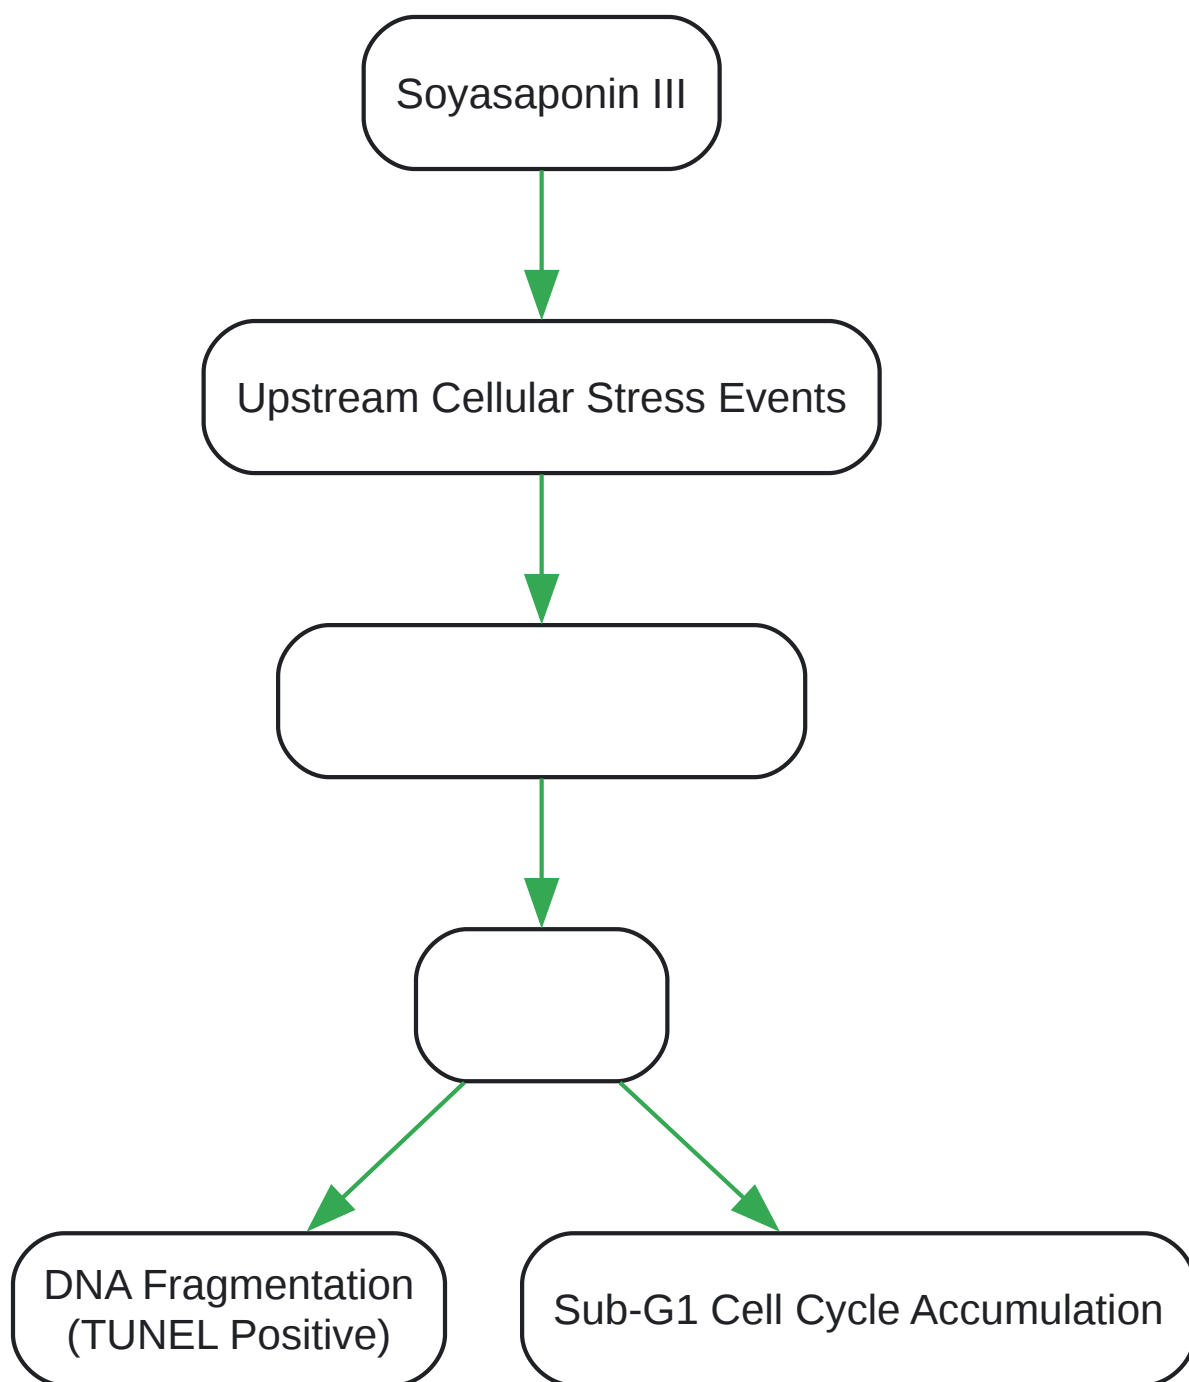 Soyasaponin III
Upstream Cellular Stress Events
DNA Fragmentation
(TUNEL Positive)
Sub-G1 Cell Cycle Accumulation